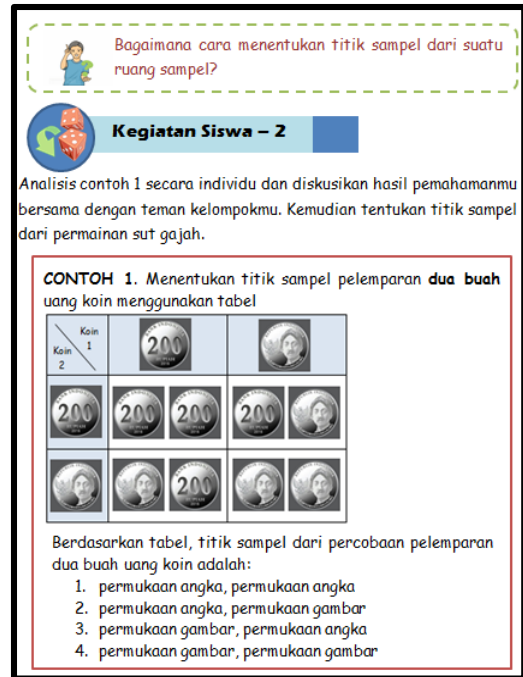 Bagaimana cara menentukan titik sampel dari suatu
ruang sampel?
Kegiatan Siswa – 2
Analisis contoh 1 secara individu dan diskusikan hasil pemahamanmu
bersama dengan teman kelompokmu. Kemudian tentukan titik sampel
dari permainan sut gajah.
CONTOH 1. Menentukan titik sampel pelemparan dua buah
uang koin menggunakan tabel
Koin
1
Koin
2
200
200
200 200
200
200
Berdasarkan tabel, titik sampel dari percobaan pelemparan
dua buah uang koin adalah:
1. permukaan angka, permukaan angka
2. permukaan angka, permukaan gambar
3. permukaan gambar, permukaan angka
4. permukaan gambar, permukaan gambar